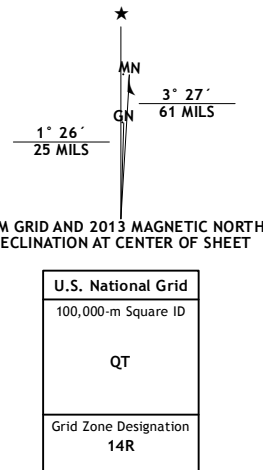 ★
MN
3° 27´
61 MILS
GN
1° 26´
25 MILS
M GRID AND 2013 MAGNETIC NORTH
ECLINATION AT CENTER OF SHEET
U.S. National Grid
100,000-m Square ID
QT
Grid Zone Designation
14R